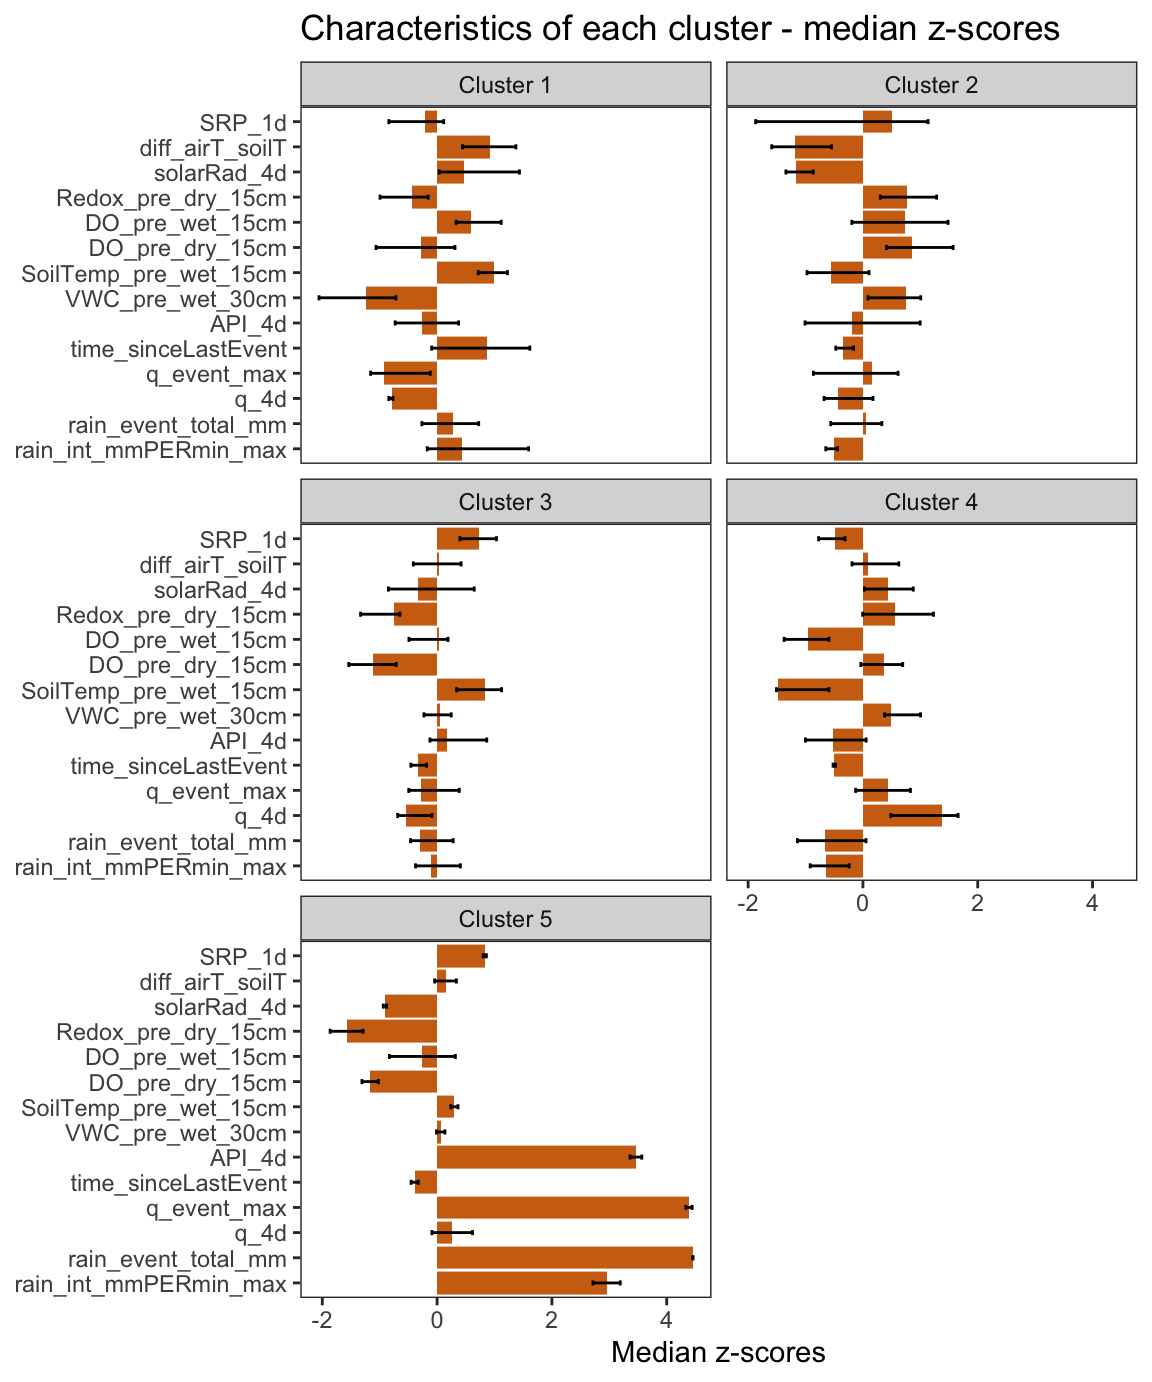 Characteristics of each cluster - median z-scores
Cluster 1
Cluster 2
SRP_1d
diff_airT_soilT
solarRad_4d
Redox_pre_dry_15cm
DO_pre_wet_15cm
DO_pre_dry_15cm
SoilTemp_pre_wet_15cm
VWC_pre_wet_30cm
API_4d
time_sinceLastEvent
q_event_max
q_4d
rain_event_total_mm
rain_int_mmPERmin_max
Cluster 3
Cluster 4
SRP_1d
diff_airT_soilT
solarRad_4d
Redox_pre_dry_15cm
DO_pre_wet_15cm
DO_pre_dry_15cm
SoilTemp_pre_wet_15cm
VWC_pre_wet_30cm
API_4d
time_sinceLastEvent
q_event_max
q_4d
rain_event_total_mm
rain_int_mmPERmin_max
-2 0 2 4
Cluster 5
SRP_1d
diff_airT_soilT
solarRad_4d
Redox_pre_dry_15cm
DO_pre_wet_15cm
DO_pre_dry_15cm
SoilTemp_pre_wet_15cm
VWC_pre_wet_30cm
API_4d
time_sinceLastEvent
q_event_max
q_4d
rain_event_total_mm
rain_int_mmPERmin_max
-2 0 2 4
Median z-scores